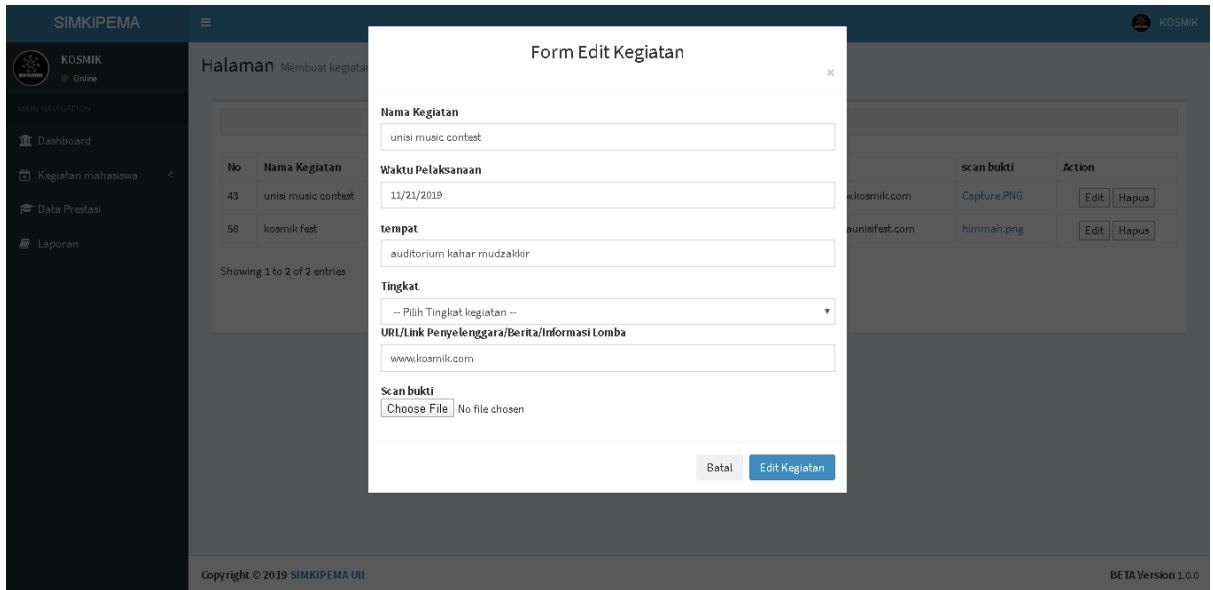 SIMKIPEMA
KOSMIK
KOSMIK
Online
MAIN NAVIGATION
Dashboard
Kegiatan mahasiswa
Data Prestasi
Laporan
Halaman Membuat kegiatan
No Nama Kegiatan scan bukti Action
43 unisi music contest w.kosmik.com Capture.PNG Edit Hapus
58 kosmik fest aunisifest.com himmah.png Edit Hapus
Showing 1 to 2 of 2 entries
Form Edit Kegiatan
×
Nama Kegiatan
unisi music contest
Waktu Pelaksanaan
11/21/2019
tempat
auditorium kahar mudzakkir
Tingkat
-- Pilih Tingkat kegiatan --
URL/Link Penyelenggara/Berita/Informasi Lomba
www.kosmik.com
Scan bukti
Choose File No file chosen
Batal Edit Kegiatan
Copyright © 2019 SIMKIPEMA UII BETA Version 1.0.0